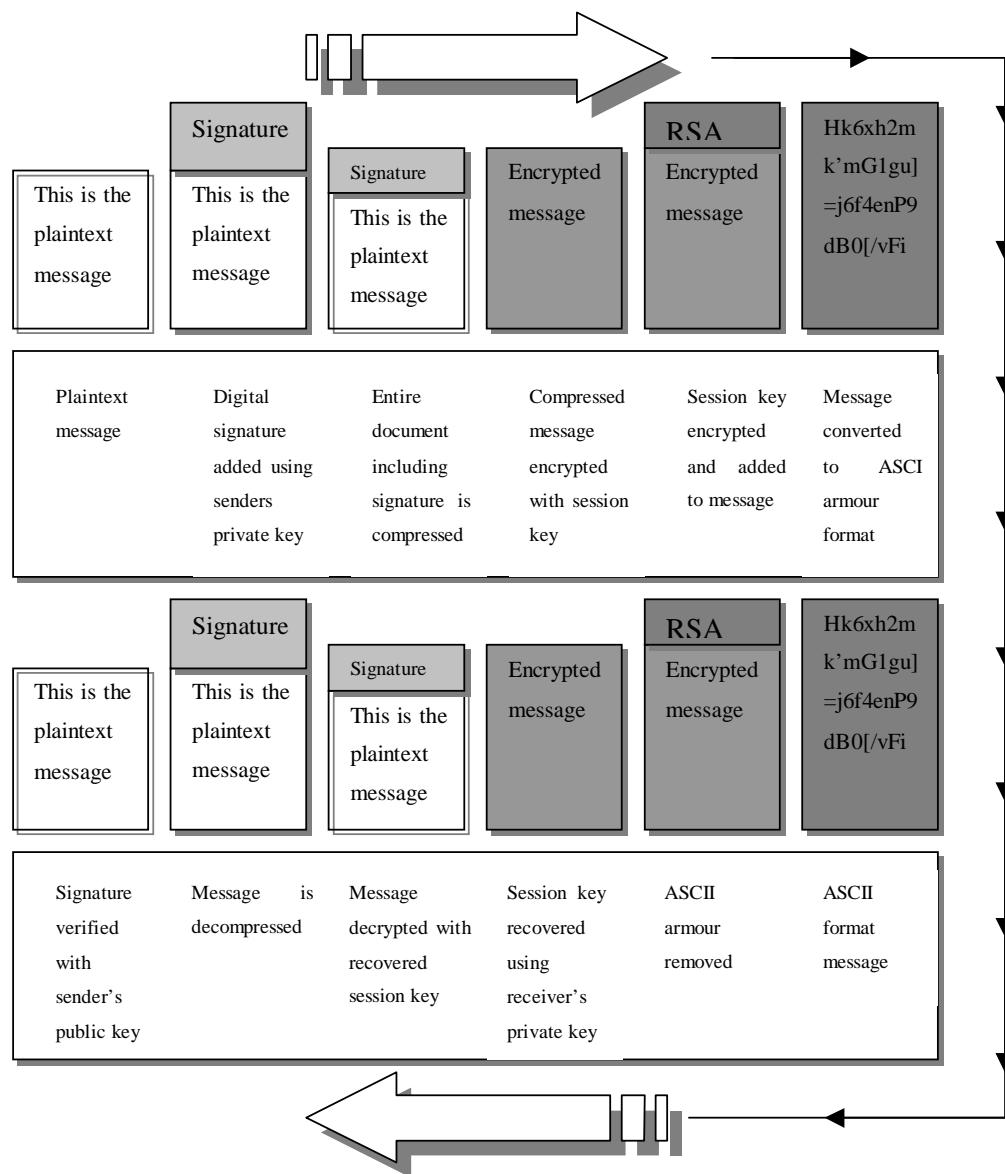 Signature
This is the
plaintext
message
This is the
plaintext
message
Signature
This is the
plaintext
message
Encrypted
message
RSA
Encrypted
message
Hk6xh2m
k’mG1gu]
=j6f4enP9
dB0[/vFi
Plaintext
message
Digital
signature
added using
senders
private key
Entire
document
including
signature is
compressed
Compressed
message
encrypted
with session
key
Session key
encrypted
and added
to message
Message
converted
to ASCI
armour
format
This is the
plaintext
message
Signature
This is the
plaintext
message
Signature
This is the
plaintext
message
Encrypted
message
RSA
Encrypted
message
Hk6xh2m
k’mG1gu]
=j6f4enP9
dB0[/vFi
Signature
verified
with
sender’s
public key
Message is
decompressed
Message
decrypted with
recovered
session key
Session key
recovered
using
receiver’s
private key
ASCII
armour
removed
ASCII
format
message